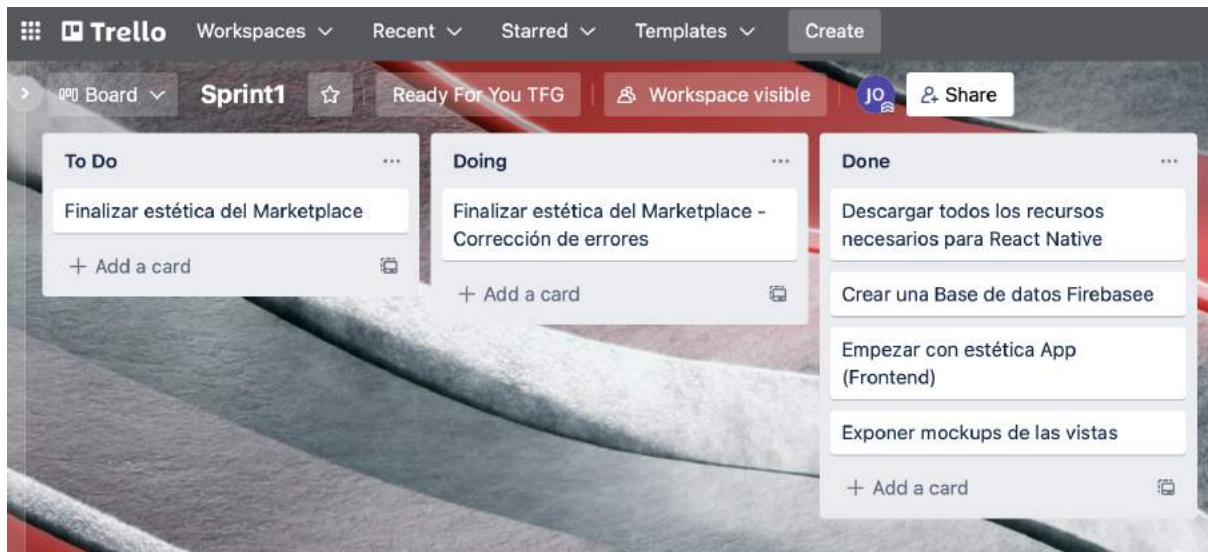 Trello Workspaces Recent Starred Templates Create
Board Sprint1 Ready For You TFG Workspace visible JO Share
To Do
Finalizar estética del Marketplace
+ Add a card
Doing
Finalizar estética del Marketplace -
Corrección de errores
+ Add a card
Done
Descargar todos los recursos
necesarios para React Native
Crear una Base de datos Firebasee
Empezar con estética App
(Frontend)
Exponer mockups de las vistas
+ Add a card